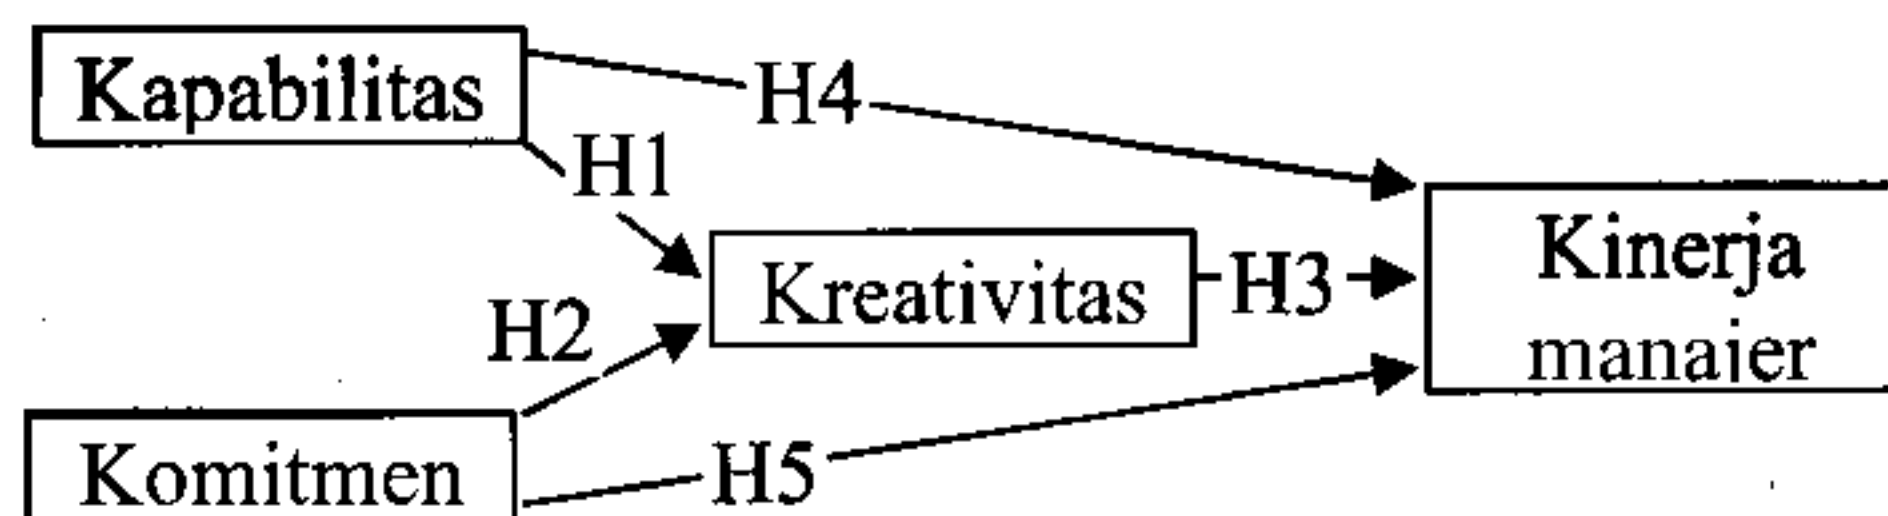 Kapabilitas
H4
H1
Kreativitas
H3
Kinerja
manajer
H2
Komitmen
H5